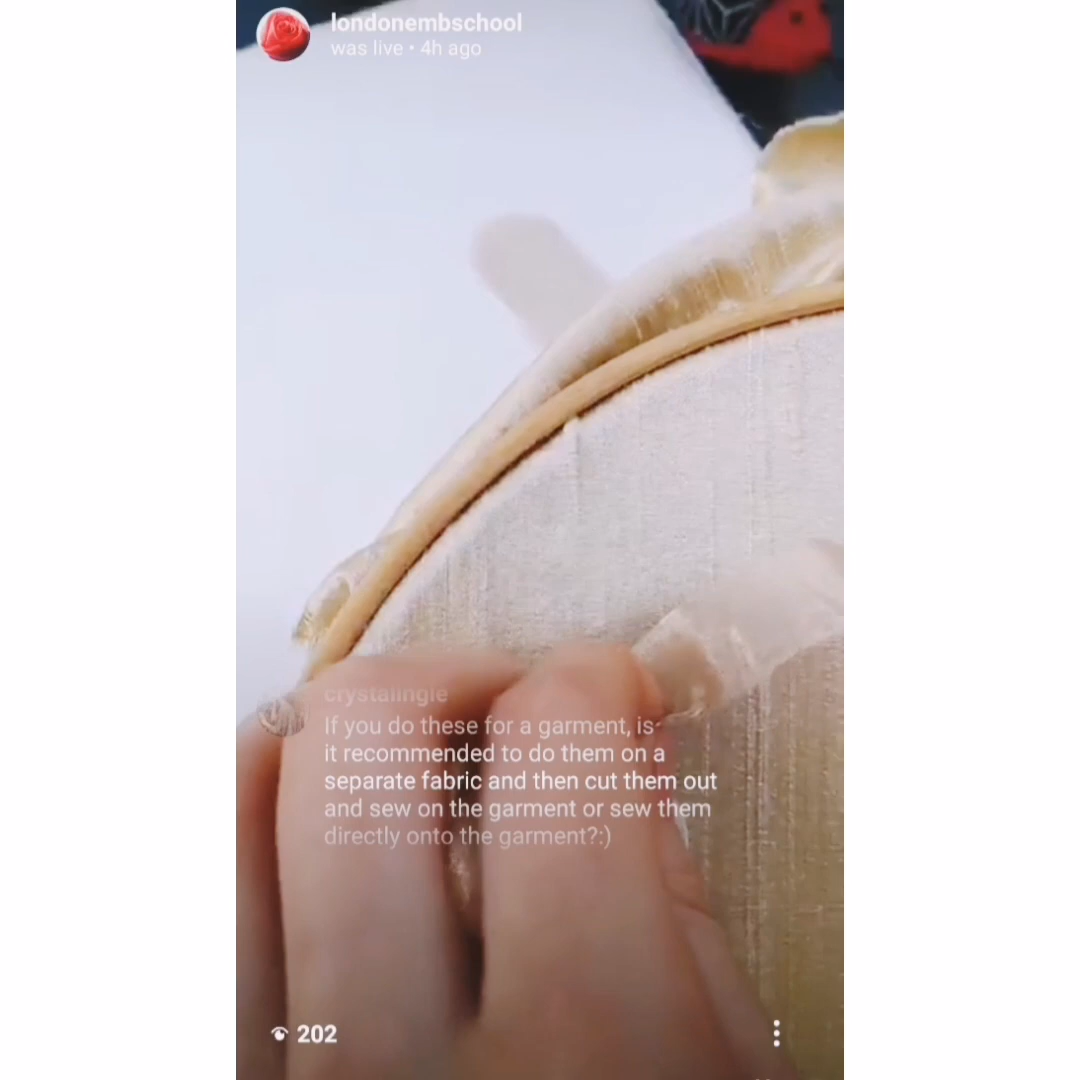 londonembschool
was live • 4h ago
crystalingle
If you do these for a garment, is
it recommended to do them on a
separate fabric and then cut them out
and sew on the garment or sew them
directly onto the garment?:)
202